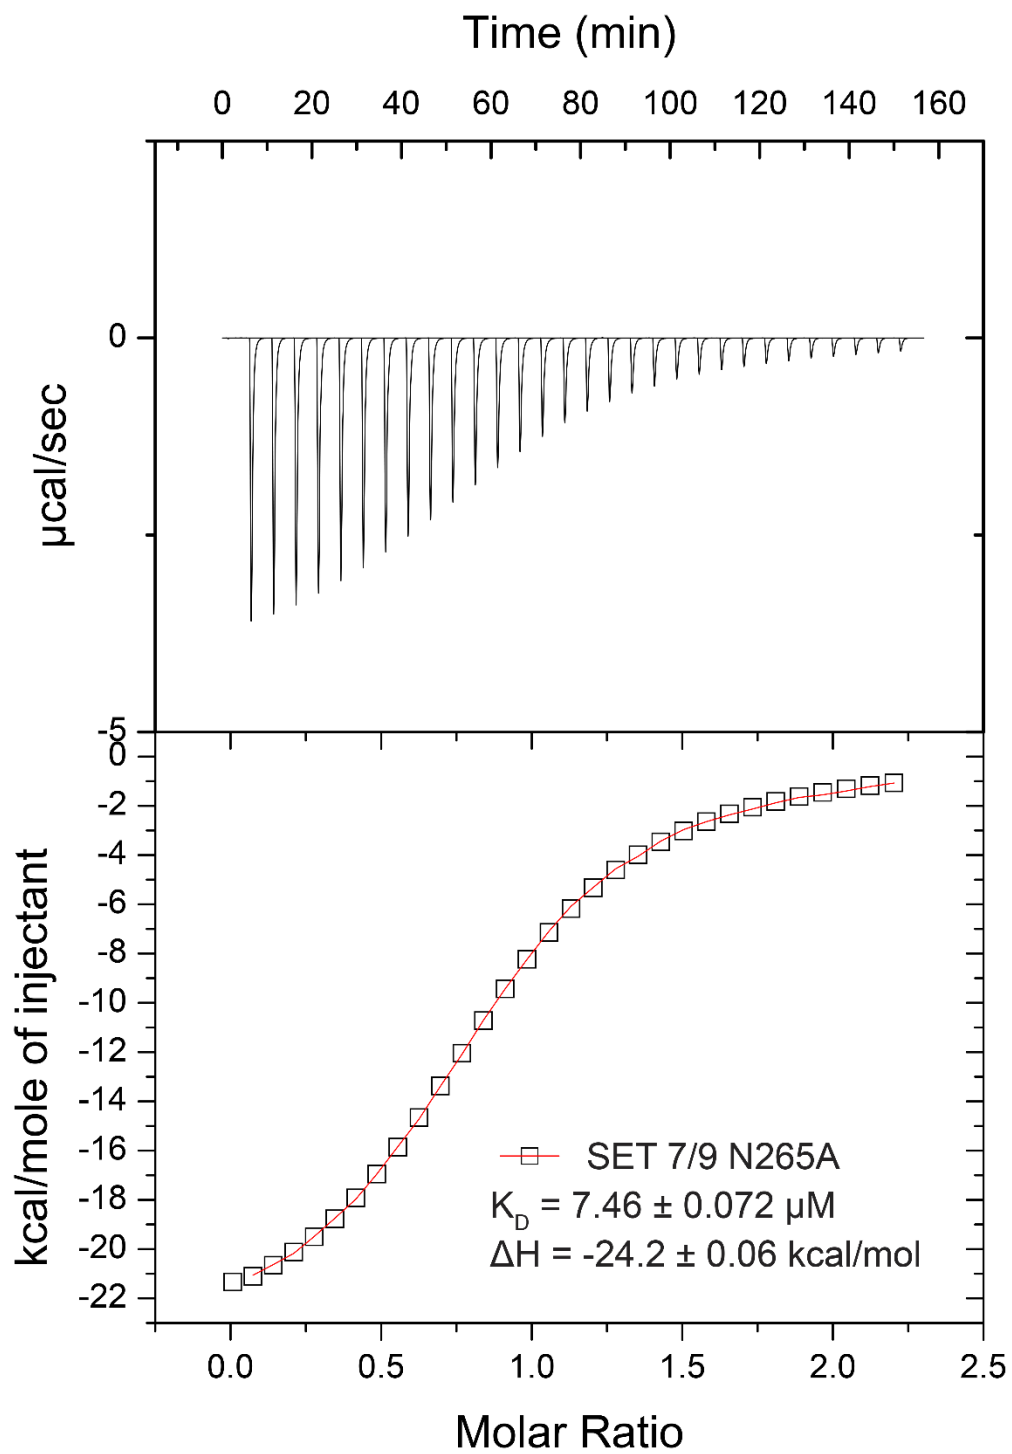 Time (min)
0 20 40 60 80 100 120 140 160
0
µcal/sec
-5
0
-2
-4
-6
-8
-10
-12
-14
-16
-18
-20
-22
kcal/mole of injectant
SET 7/9 N265A
K_D = 7.46 ± 0.072 µM
ΔH = -24.2 ± 0.06 kcal/mol
0.0 0.5 1.0 1.5 2.0 2.5
Molar Ratio